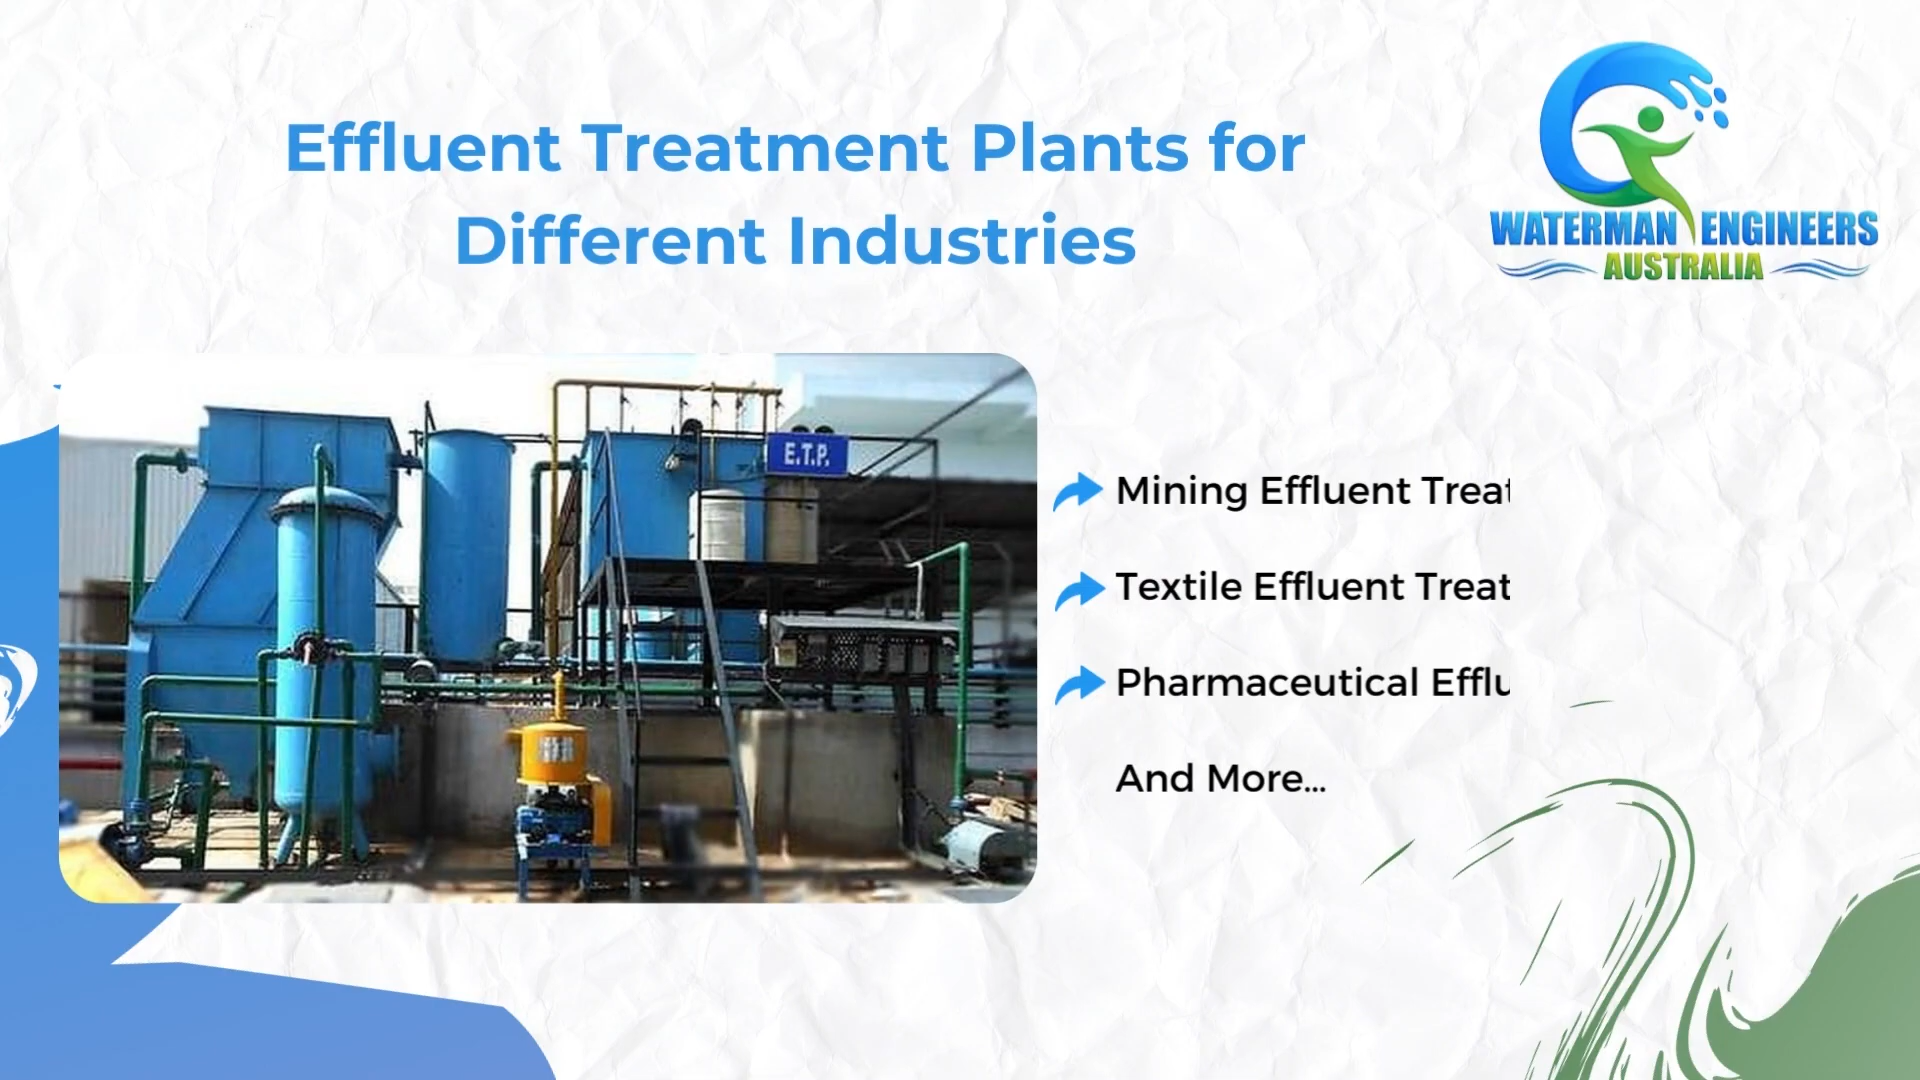 Effluent Treatment Plants for
Different Industries
WATERMAN ENGINEERS
AUSTRALIA
E.T.P.
Mining Effluent Treat
Textile Effluent Treat
Pharmaceutical Efflu
And More...